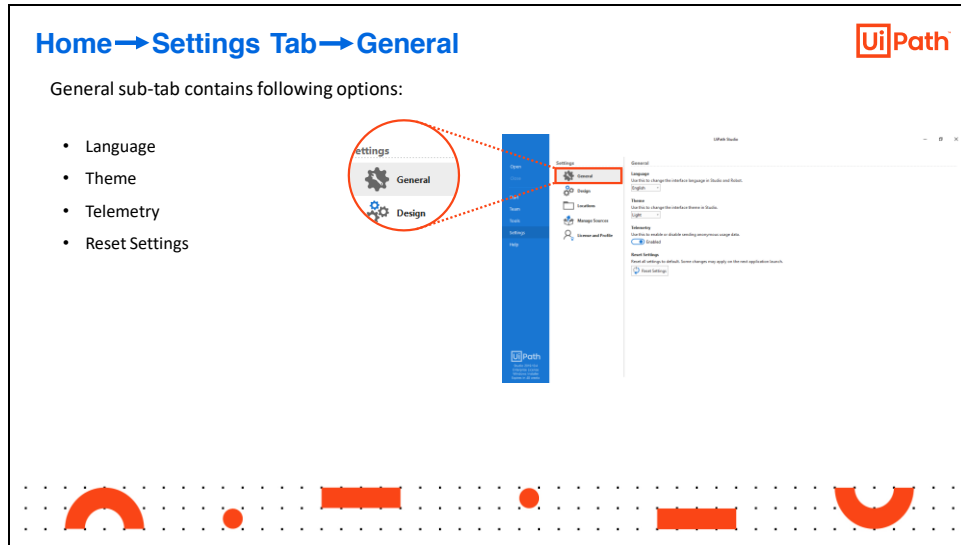 Home→Settings Tab→General
UiPath
General sub-tab contains following options:
• Language
• Theme
• Telemetry
• Reset Settings
ettings
General
Design
UiPath Studio
Open
Close
Start
Team
Tools
Settings
Help
UiPath
Settings
General
Design
Locations
Manage Sources
License and Profile
General
Language
Use this to change the interface language in Studio and Robot.
English
Theme
Use this to change the interface theme in Studio.
Light
Telemetry
Use this to enable or disable sending anonymous usage data.
Enabled
Reset Settings
Reset all settings to default. Some changes may apply on the next application launch.
Reset Settings